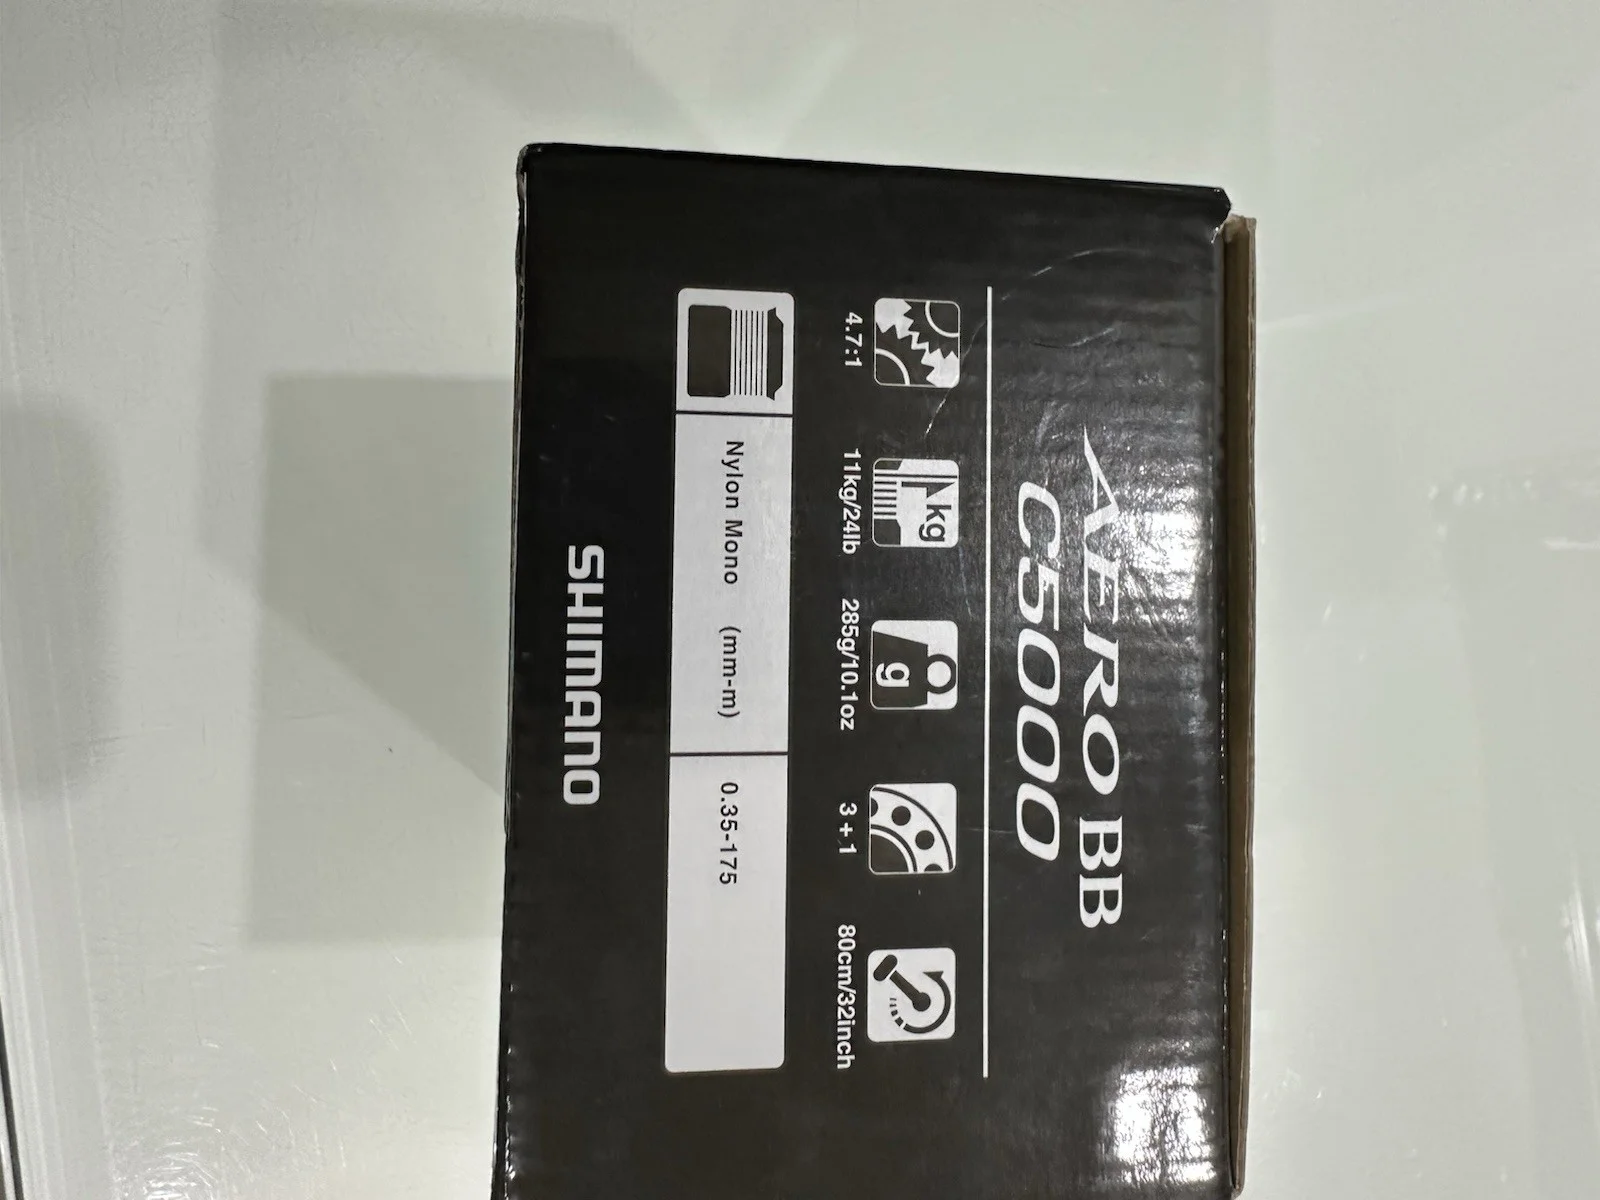 AERO BB
C5000
kg
g
4.7:1 11kg/24lb 285g/10.1oz 3+1 80cm/32inch
Nylon Mono (mm-m) 0.35-175
SHIMANO